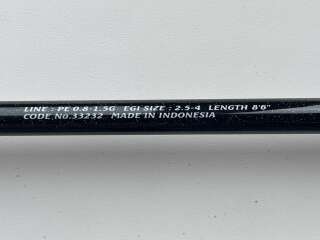 LINE : PE 0.8-1.5G EGI SIZE : 2.5-4 LENGTH 8'6"
CODE.No.33232 MADE IN INDONESIA